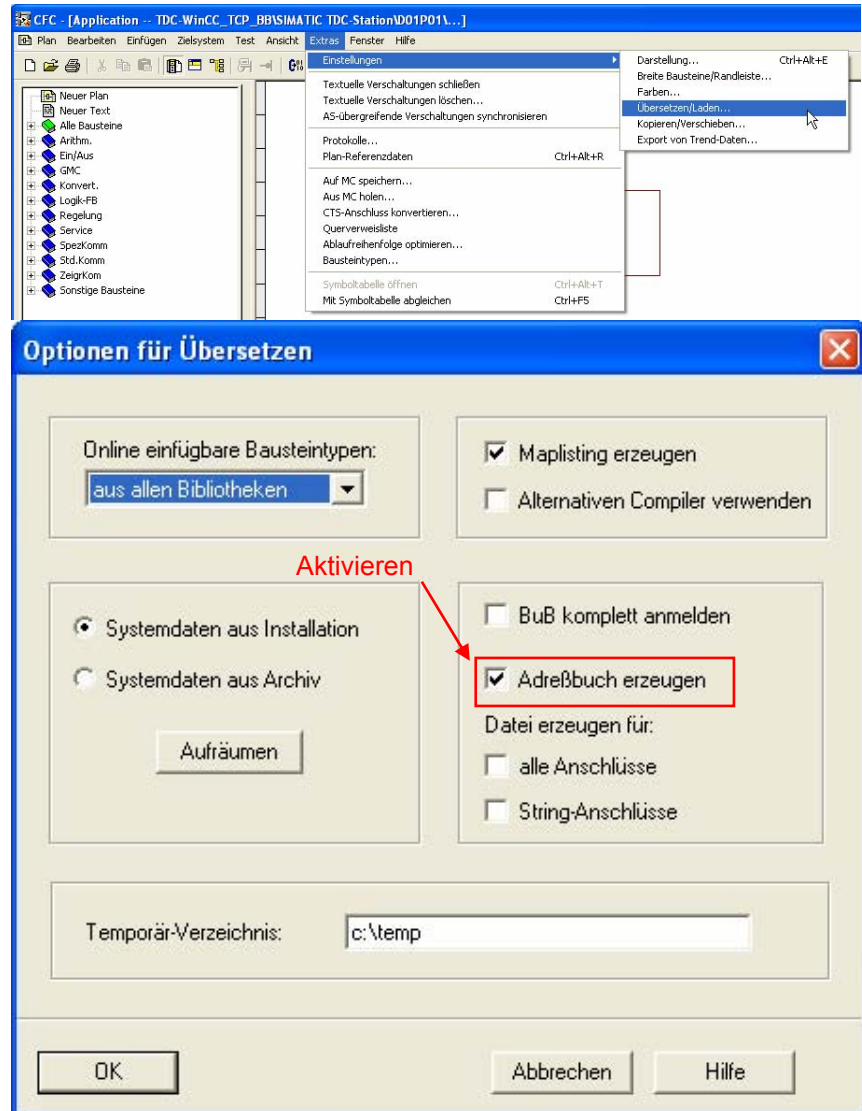 CFC - [Application -- TDC-WinCC_TCP_BB\SIMATIC TDC-Station\D01P01\...]
Plan Bearbeiten Einfügen Zielsystem Test Ansicht Extras Fenster Hilfe
Neuer Plan
Neuer Text
Alle Bausteine
Arithm.
Ein/Aus
GMC
Konvert.
Logik-FB
Regelung
Service
SpezKomm
Std.Komm
ZeigrKom
Sonstige Bausteine
Einstellungen
Textuelle Verschaltungen schließen
Textuelle Verschaltungen löschen...
AS-übergreifende Verschaltungen synchronisieren
Protokolle...
Plan-Referenzdaten Ctrl+Alt+R
Auf MC speichern...
Aus MC holen...
CTS-Anschluss konvertieren...
Querverweisliste
Ablaufreihenfolge optimieren...
Bausteintypen...
Symboltabelle öffnen Ctrl+Alt+T
Mit Symboltabelle abgleichen Ctrl+F5
Darstellung... Ctrl+Alt+E
Breite Bausteine/Randleiste...
Farben...
Übersetzen/Laden...
Kopieren/Verschieben...
Export von Trend-Daten...
Optionen für Übersetzen
Online einfügbare Bausteintypen:
aus allen Bibliotheken
Maplisting erzeugen
Alternativen Compiler verwenden
Aktivieren
Systemdaten aus Installation
Systemdaten aus Archiv
Aufräumen
BuB komplett anmelden
Adreßbuch erzeugen
Datei erzeugen für:
alle Anschlüsse
String-Anschlüsse
Temporär-Verzeichnis: c:\temp
OK Abbrechen Hilfe